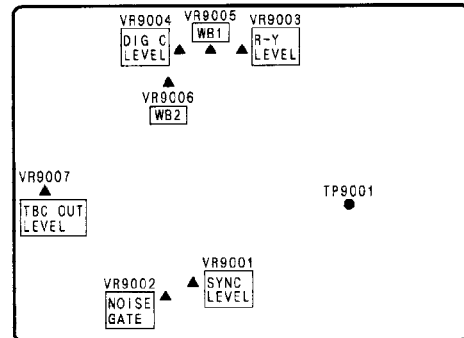 VR9004
VR9005
VR9003
DIG C
LEVEL
WB1
R-Y
LEVEL
VR9006
WB2
VR9007
TBC OUT
LEVEL
TP9001
VR9001
SYNC
LEVEL
VR9002
NOISE
GATE